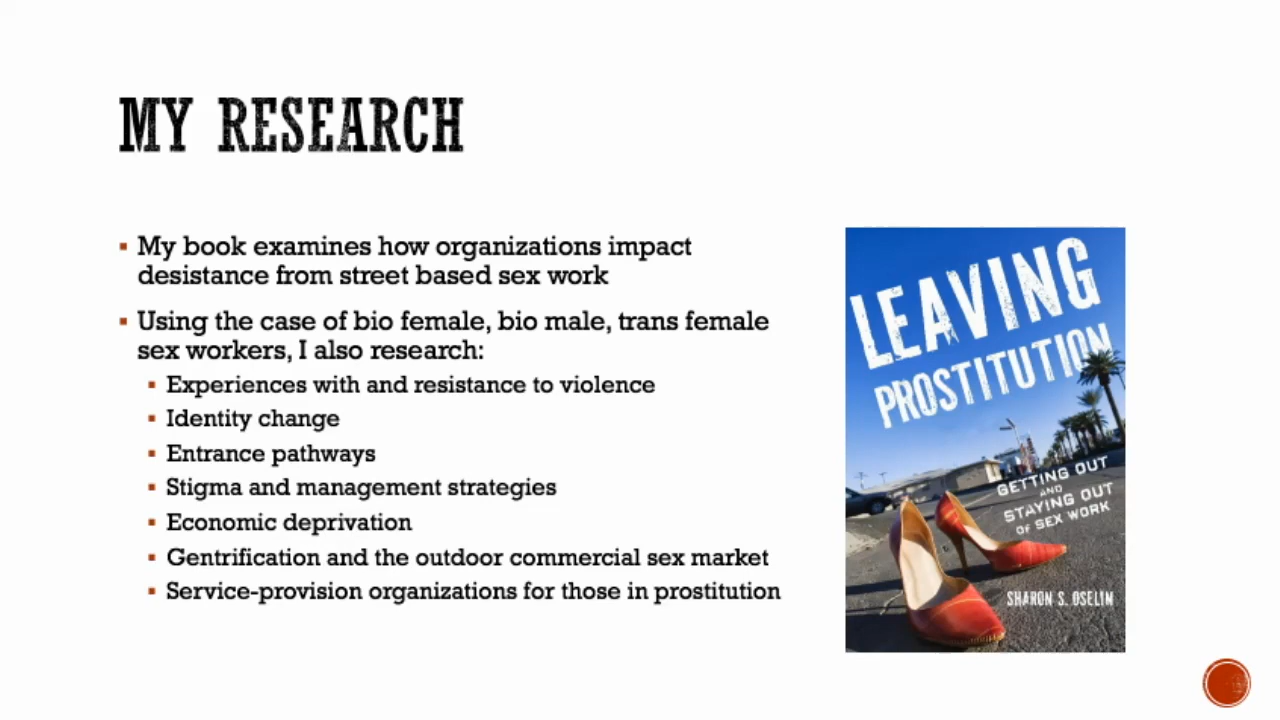 MY RESEARCH
My book examines how organizations impact
desistance from street based sex work
Using the case of bio female, bio male, trans female
sex workers, I also research:
Experiences with and resistance to violence
Identity change
Entrance pathways
Stigma and management strategies
Economic deprivation
Gentrification and the outdoor commercial sex market
Service-provision organizations for those in prostitution
LEAVING
PROSTITUTION
GETTING OUT
AND
STAYING OUT
OF SEX WORK
SHARON S. OSELIN